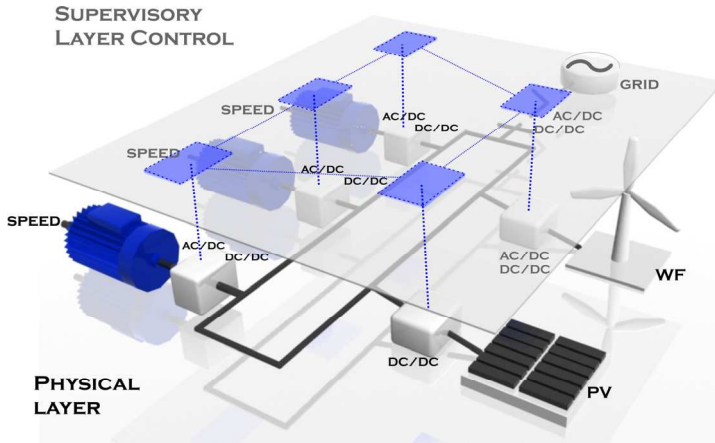 SUPERVISORY
LAYER CONTROL
GRID
SPEED
AC/DC
DC/DC
AC/DC
DC/DC
SPEED
AC/DC
DC/DC
SPEED
AC/DC
DC/DC
AC/DC
DC/DC
WF
DC/DC
PV
PHYSICAL
LAYER